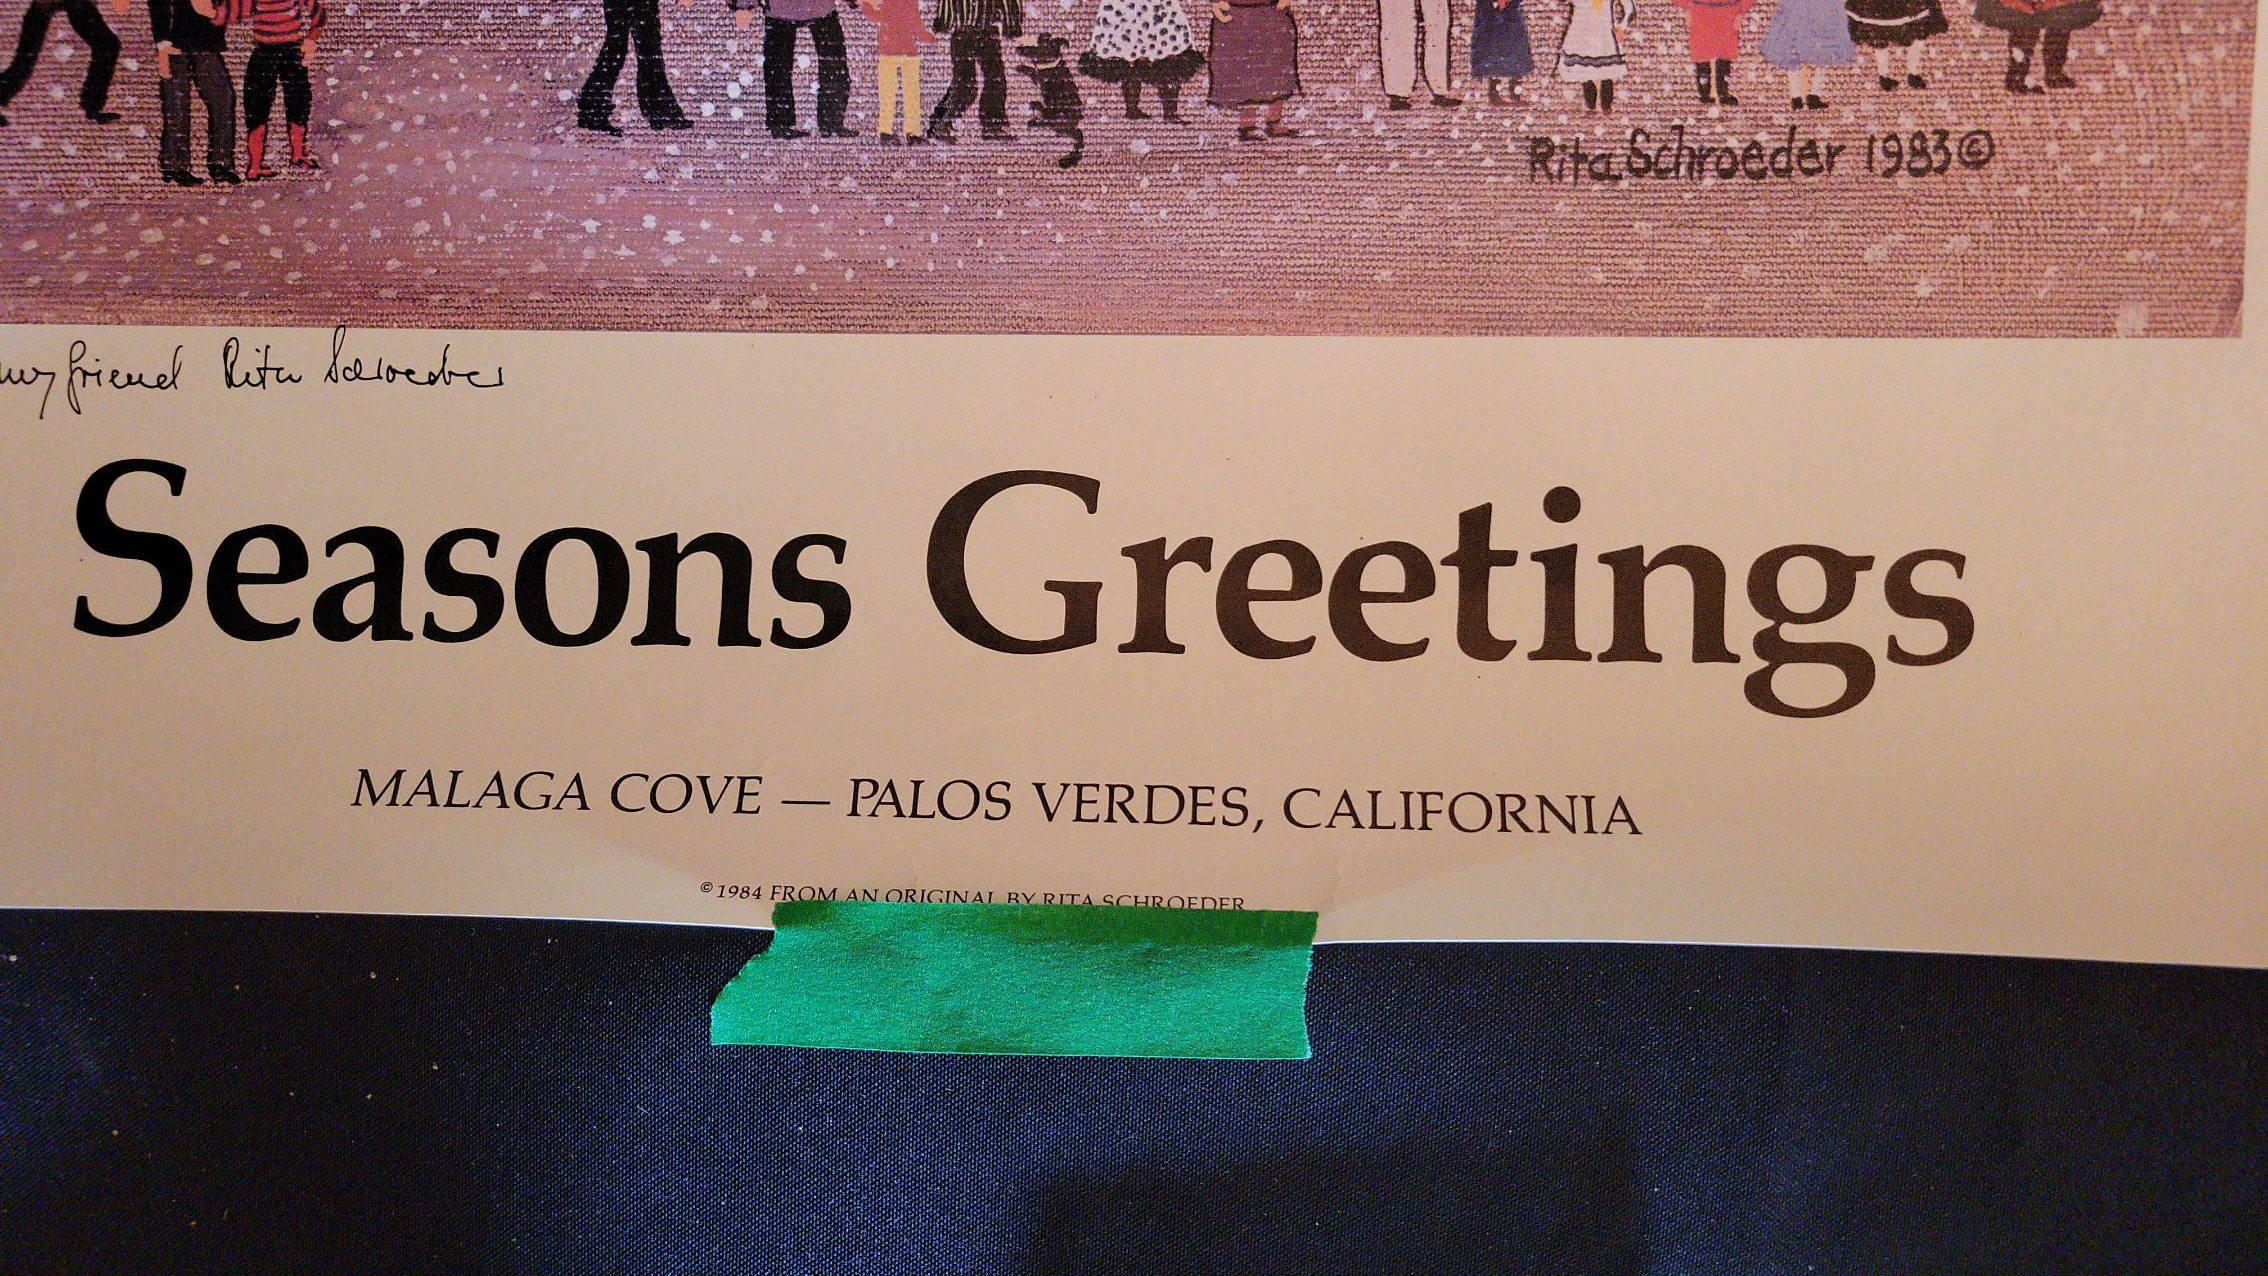 Rita Schroeder 1983©
my friend Rita Schroeder
Seasons Greetings
MALAGA COVE — PALOS VERDES, CALIFORNIA
©1984 FROM AN ORIGINAL BY RITA SCHROEDER